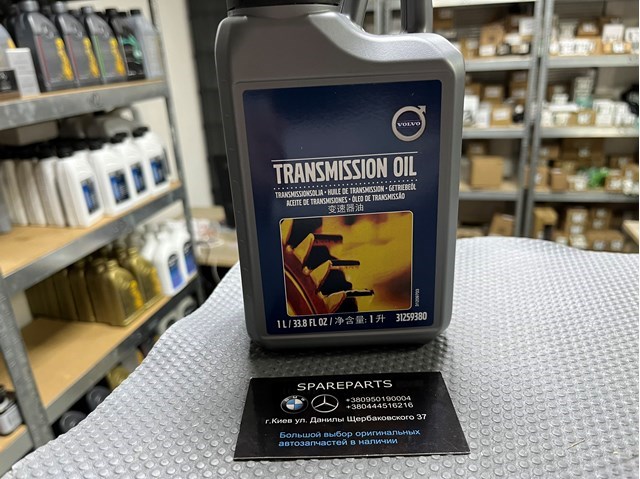 VOLVO
TRANSMISSION OIL
TRANSMISSIONSOLJA • HUILE DE TRANSMISSION • GETRIEBEÖL
ACEITE DE TRANSMISIONES • ÓLEO DE TRANSMISSÃO
变速器油
1 L / 33.8 FL OZ / 净含量: 1 升 31259380
SPAREPARTS
+380950190004
+380444516216
г.Киев ул. Данилы Щербаковского 37
Большой выбор оригинальных
автозапчастей в наличии